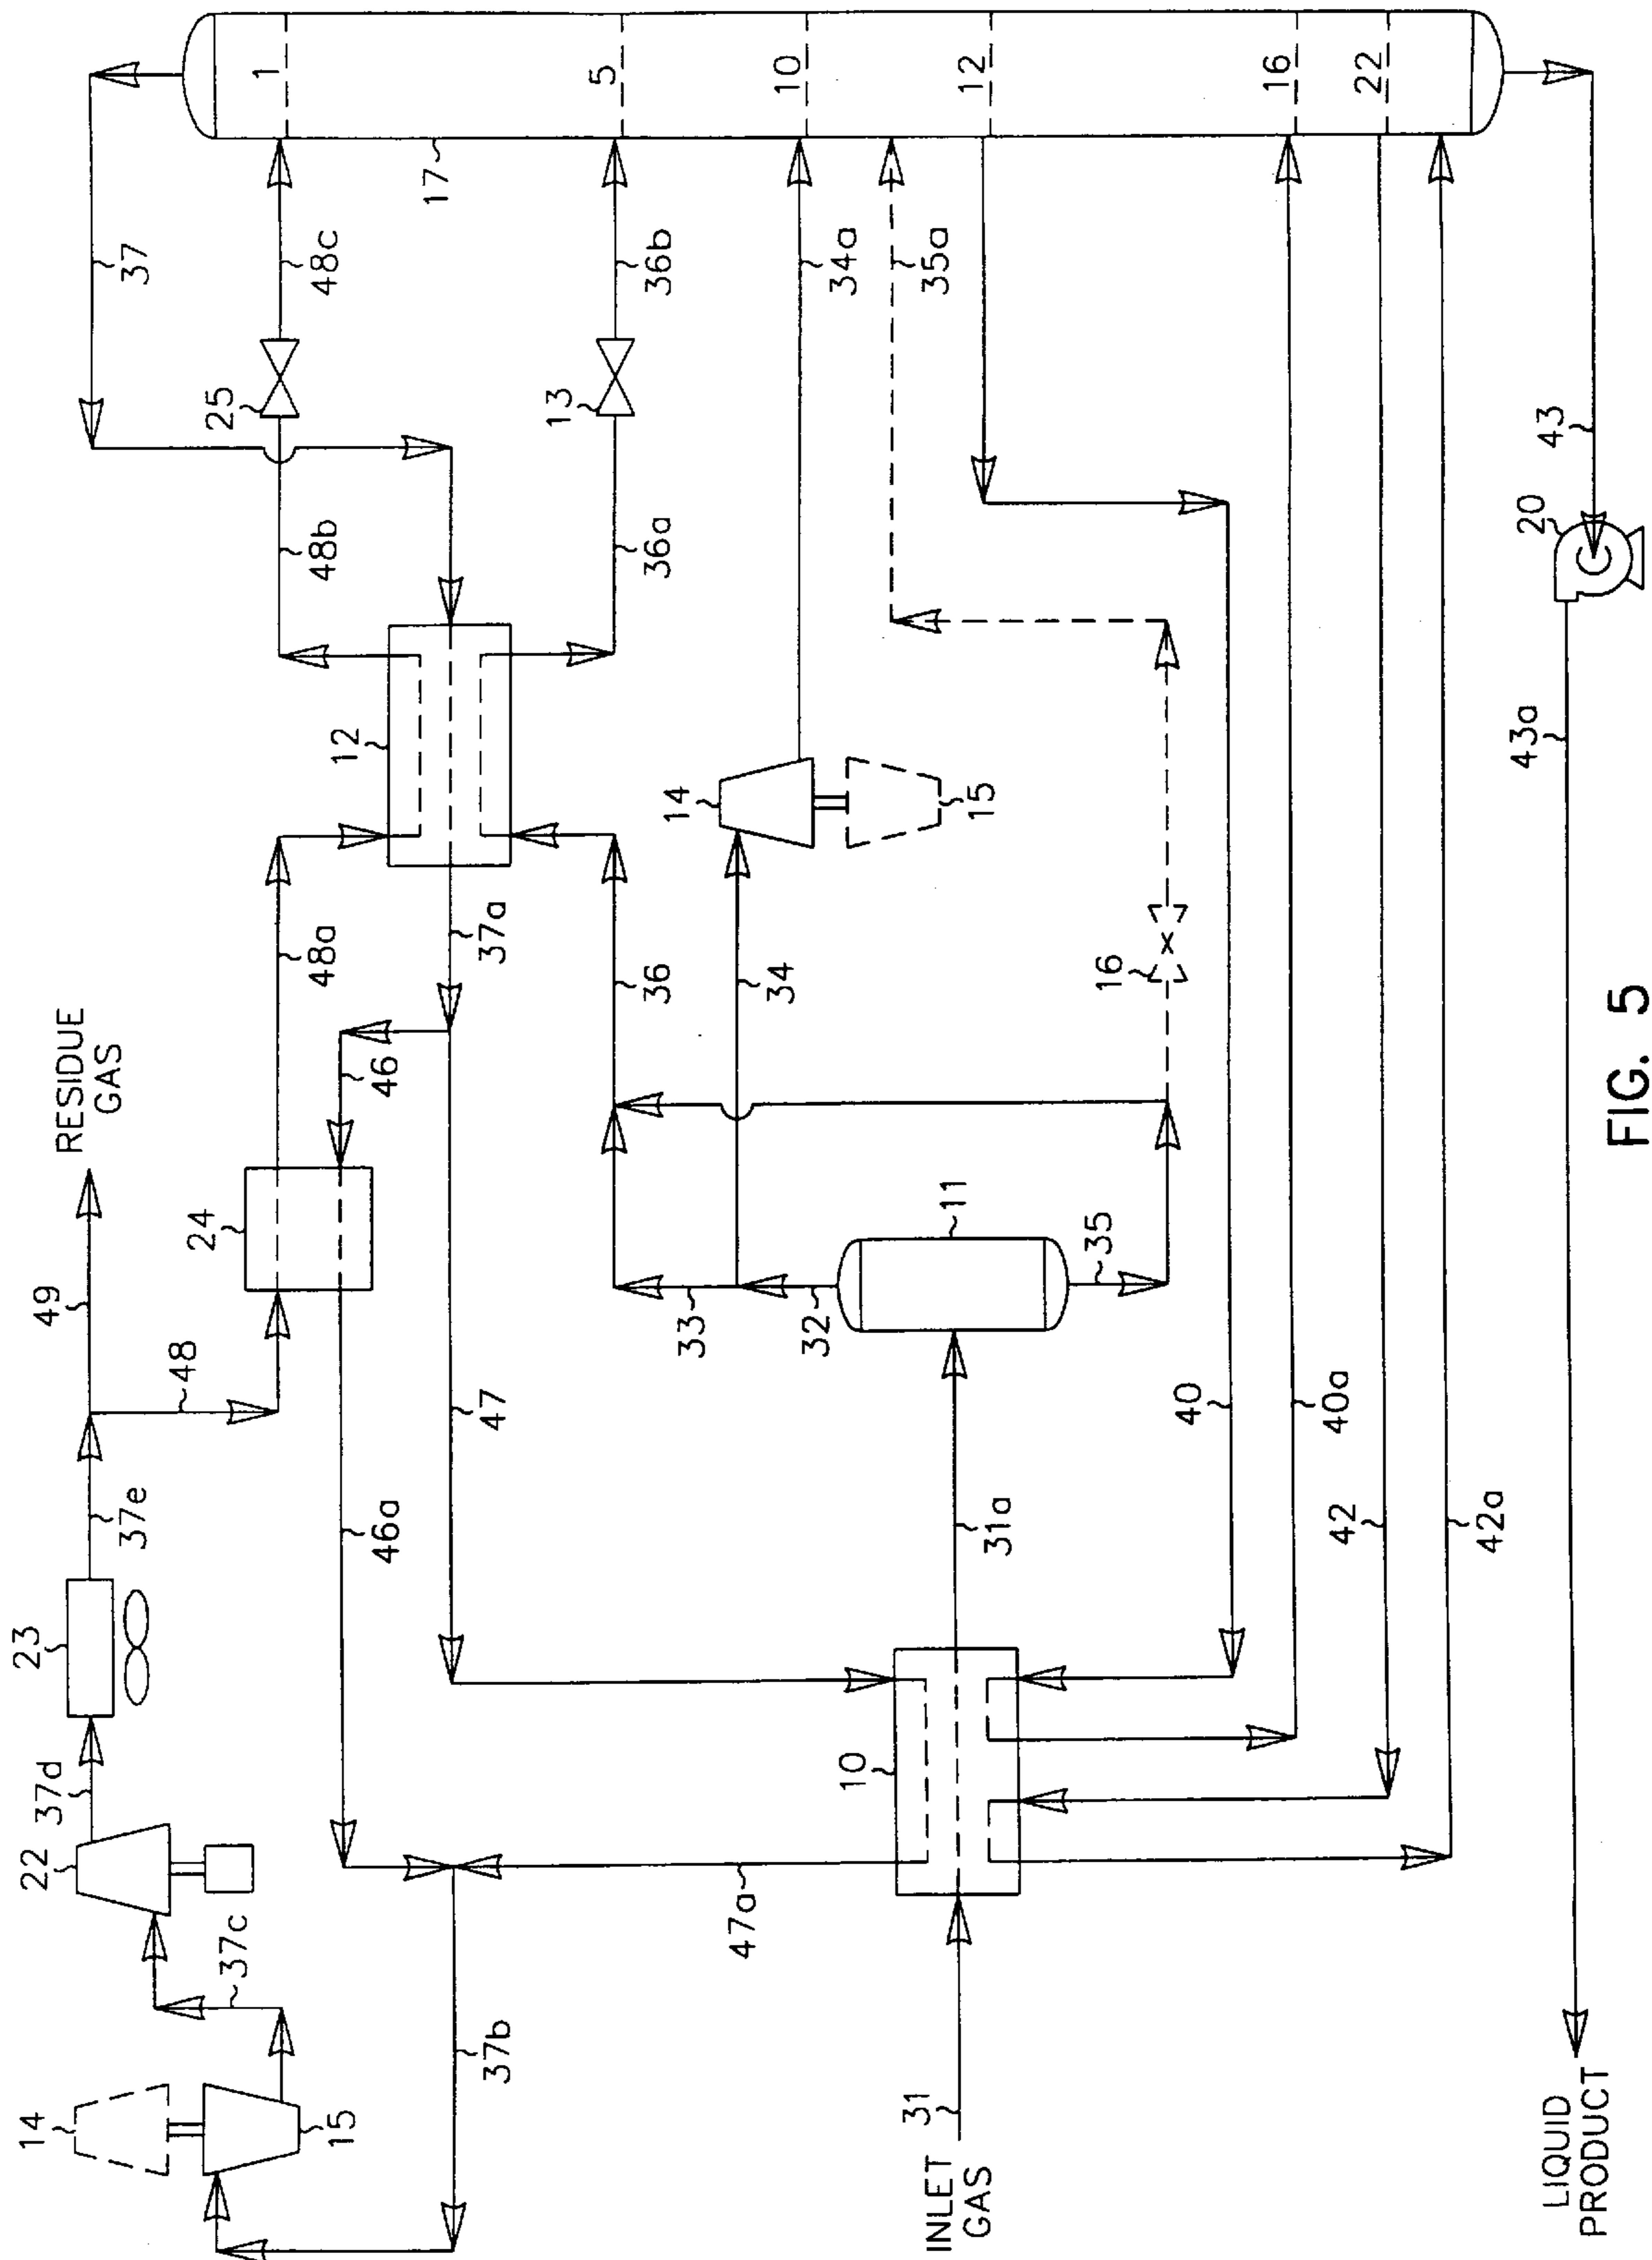 14
22
23
37d
49
RESIDUE
GAS
37
37e
48
24
25
37c
1
48a
48b
48c
15
12
46a
46
17
37b
47
37a
13
5
36
36a
36b
14
33
47a
34
10
32
34a
10
31
35a
INLET
GAS
11
12
15
31a
35
16
40
16
40a
42
22
42a
43a
20
43
LIQUID
PRODUCT
FIG. 5